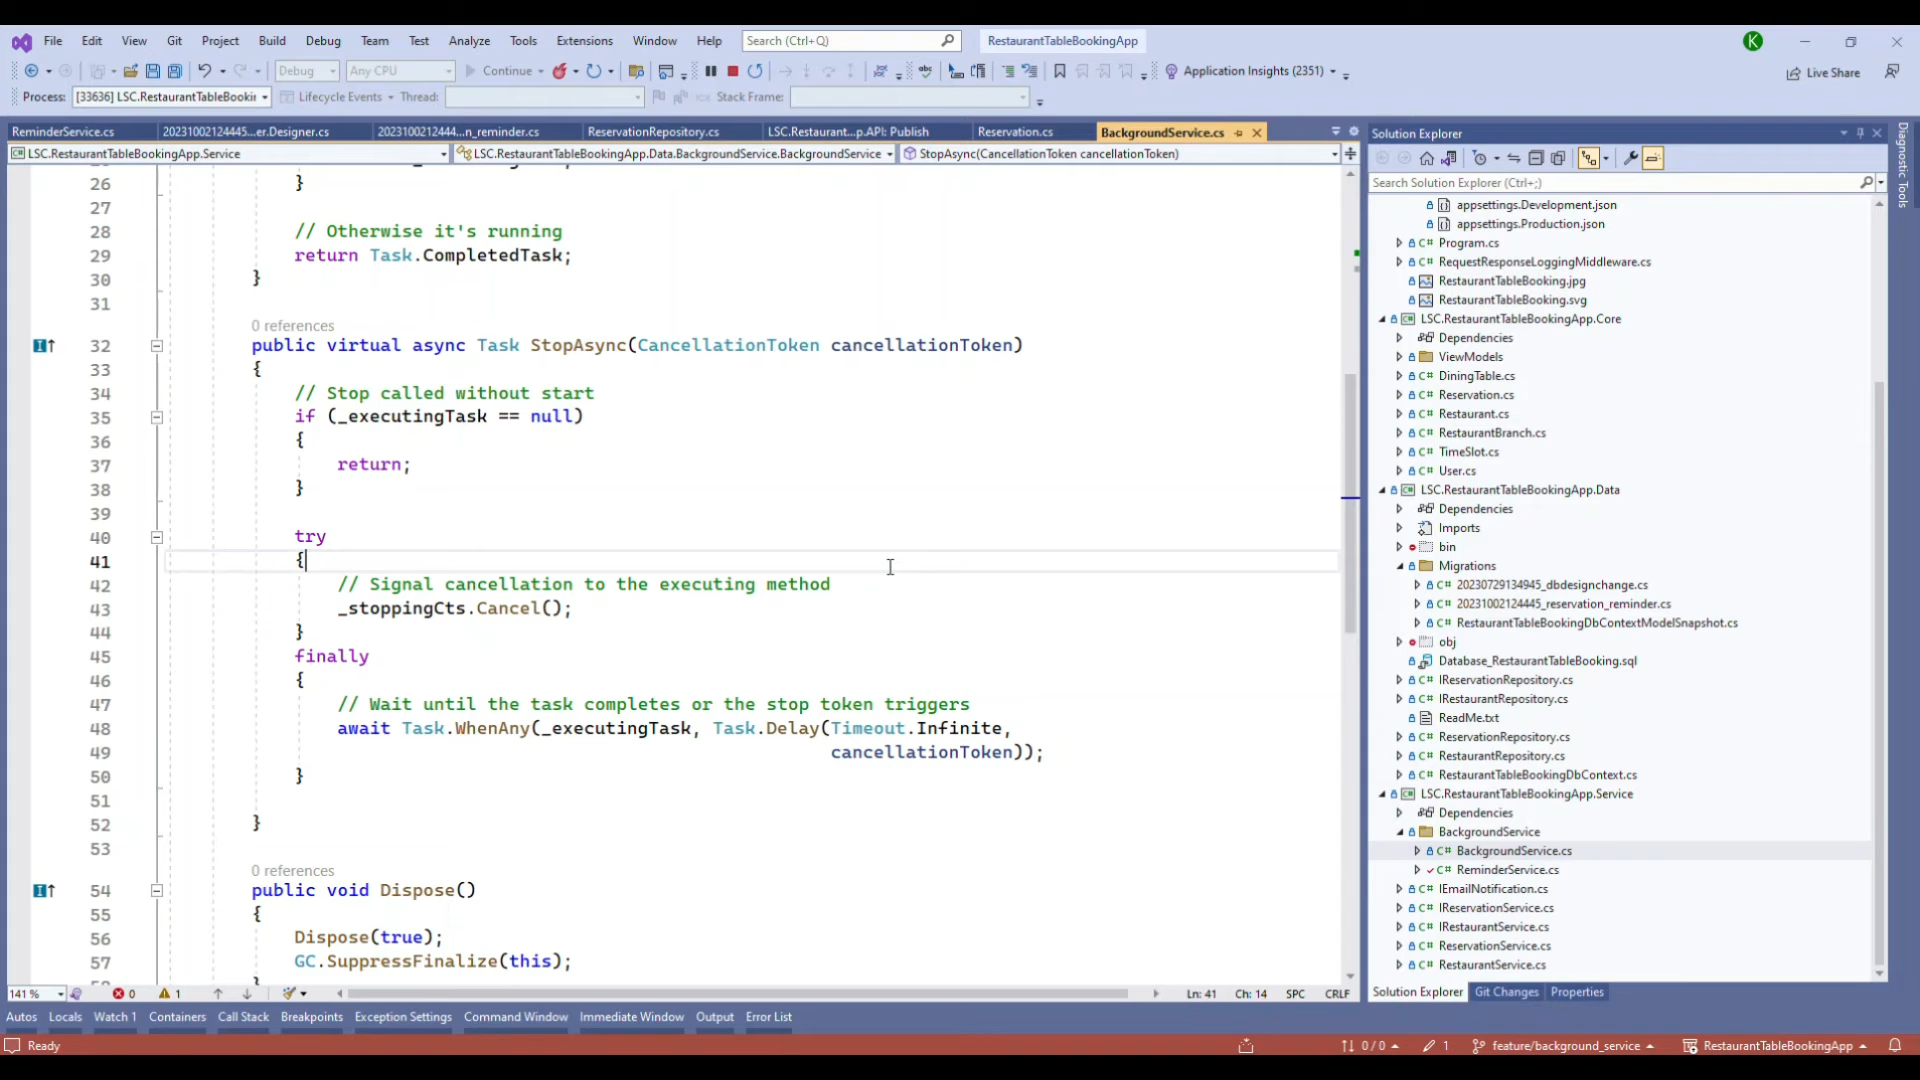 File Edit View Git Project Build Debug Team Test Analyze Tools Extensions Window Help Search (Ctrl+Q) RestaurantTableBookingApp K
Debug Any CPU Continue Application Insights (2351) Live Share
Process: [33636] LSC.RestaurantTableBookin Lifecycle Events Thread: Stack Frame:
ReminderService.cs 20231002124445...er.Designer.cs 2023100212444...n_reminder.cs ReservationRepository.cs LSC.Restaurant...p.API: Publish Reservation.cs BackgroundService.cs
LSC.RestaurantTableBookingApp.Service LSC.RestaurantTableBookingApp.Data.BackgroundService.BackgroundService StopAsync(CancellationToken cancellationToken)
26 }
27
28 // Otherwise it's running
29 return Task.CompletedTask;
30 }
31
0 references
32 public virtual async Task StopAsync(CancellationToken cancellationToken)
33 {
34 // Stop called without start
35 if (_executingTask == null)
36 {
37 return;
38 }
39
40 try
41 {
42 // Signal cancellation to the executing method
43 _stoppingCts.Cancel();
44 }
45 finally
46 {
47 // Wait until the task completes or the stop token triggers
48 await Task.WhenAny(_executingTask, Task.Delay(Timeout.Infinite,
49 cancellationToken));
50 }
51
52 }
53
0 references
54 public void Dispose()
55 {
56 Dispose(true);
57 GC.SuppressFinalize(this);
141 % 0 1 Ln: 41 Ch: 14 SPC CRLF
Solution Explorer
Search Solution Explorer (Ctrl+;)
appsettings.Development.json
appsettings.Production.json
C# Program.cs
C# RequestResponseLoggingMiddleware.cs
RestaurantTableBooking.jpg
RestaurantTableBooking.svg
LSC.RestaurantTableBookingApp.Core
Dependencies
ViewModels
C# DiningTable.cs
C# Reservation.cs
C# Restaurant.cs
C# RestaurantBranch.cs
C# TimeSlot.cs
C# User.cs
LSC.RestaurantTableBookingApp.Data
Dependencies
Imports
bin
Migrations
C# 20230729134945_dbdesignchange.cs
C# 20231002124445_reservation_reminder.cs
C# RestaurantTableBookingDbContextModelSnapshot.cs
obj
Database_RestaurantTableBooking.sql
C# IReservationRepository.cs
C# IRestaurantRepository.cs
ReadMe.txt
C# ReservationRepository.cs
C# RestaurantRepository.cs
C# RestaurantTableBookingDbContext.cs
LSC.RestaurantTableBookingApp.Service
Dependencies
BackgroundService
C# BackgroundService.cs
C# ReminderService.cs
C# IEmailNotification.cs
C# IReservationService.cs
C# IRestaurantService.cs
C# ReservationService.cs
C# RestaurantService.cs
Solution Explorer Git Changes Properties
Diagnostic Tools
Autos Locals Watch 1 Containers Call Stack Breakpoints Exception Settings Command Window Immediate Window Output Error List
Ready 0 / 0 1 feature/background_service RestaurantTableBookingApp